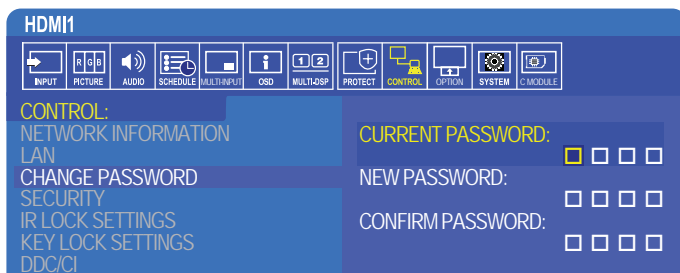 HDMI1
INPUT PICTURE AUDIO SCHEDULE MULTI-INPUT OSD MULTI-DSP PROTECT CONTROL OPTION SYSTEM C MODULE
R G B
1 2
CONTROL:
NETWORK INFORMATION
LAN
CHANGE PASSWORD
SECURITY
IR LOCK SETTINGS
KEY LOCK SETTINGS
DDC/CI
CURRENT PASSWORD:
NEW PASSWORD:
CONFIRM PASSWORD: